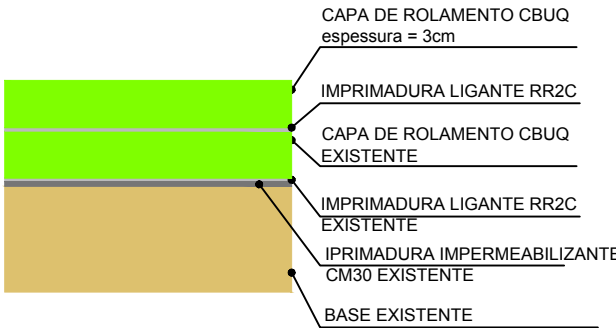 CAPA DE ROLAMENTO CBUQ
espessura = 3cm
IMPRIMADURA LIGANTE RR2C
CAPA DE ROLAMENTO CBUQ
EXISTENTE
IMPRIMADURA LIGANTE RR2C
EXISTENTE
IPRIMADURA IMPERMEABILIZANTE
CM30 EXISTENTE
BASE EXISTENTE